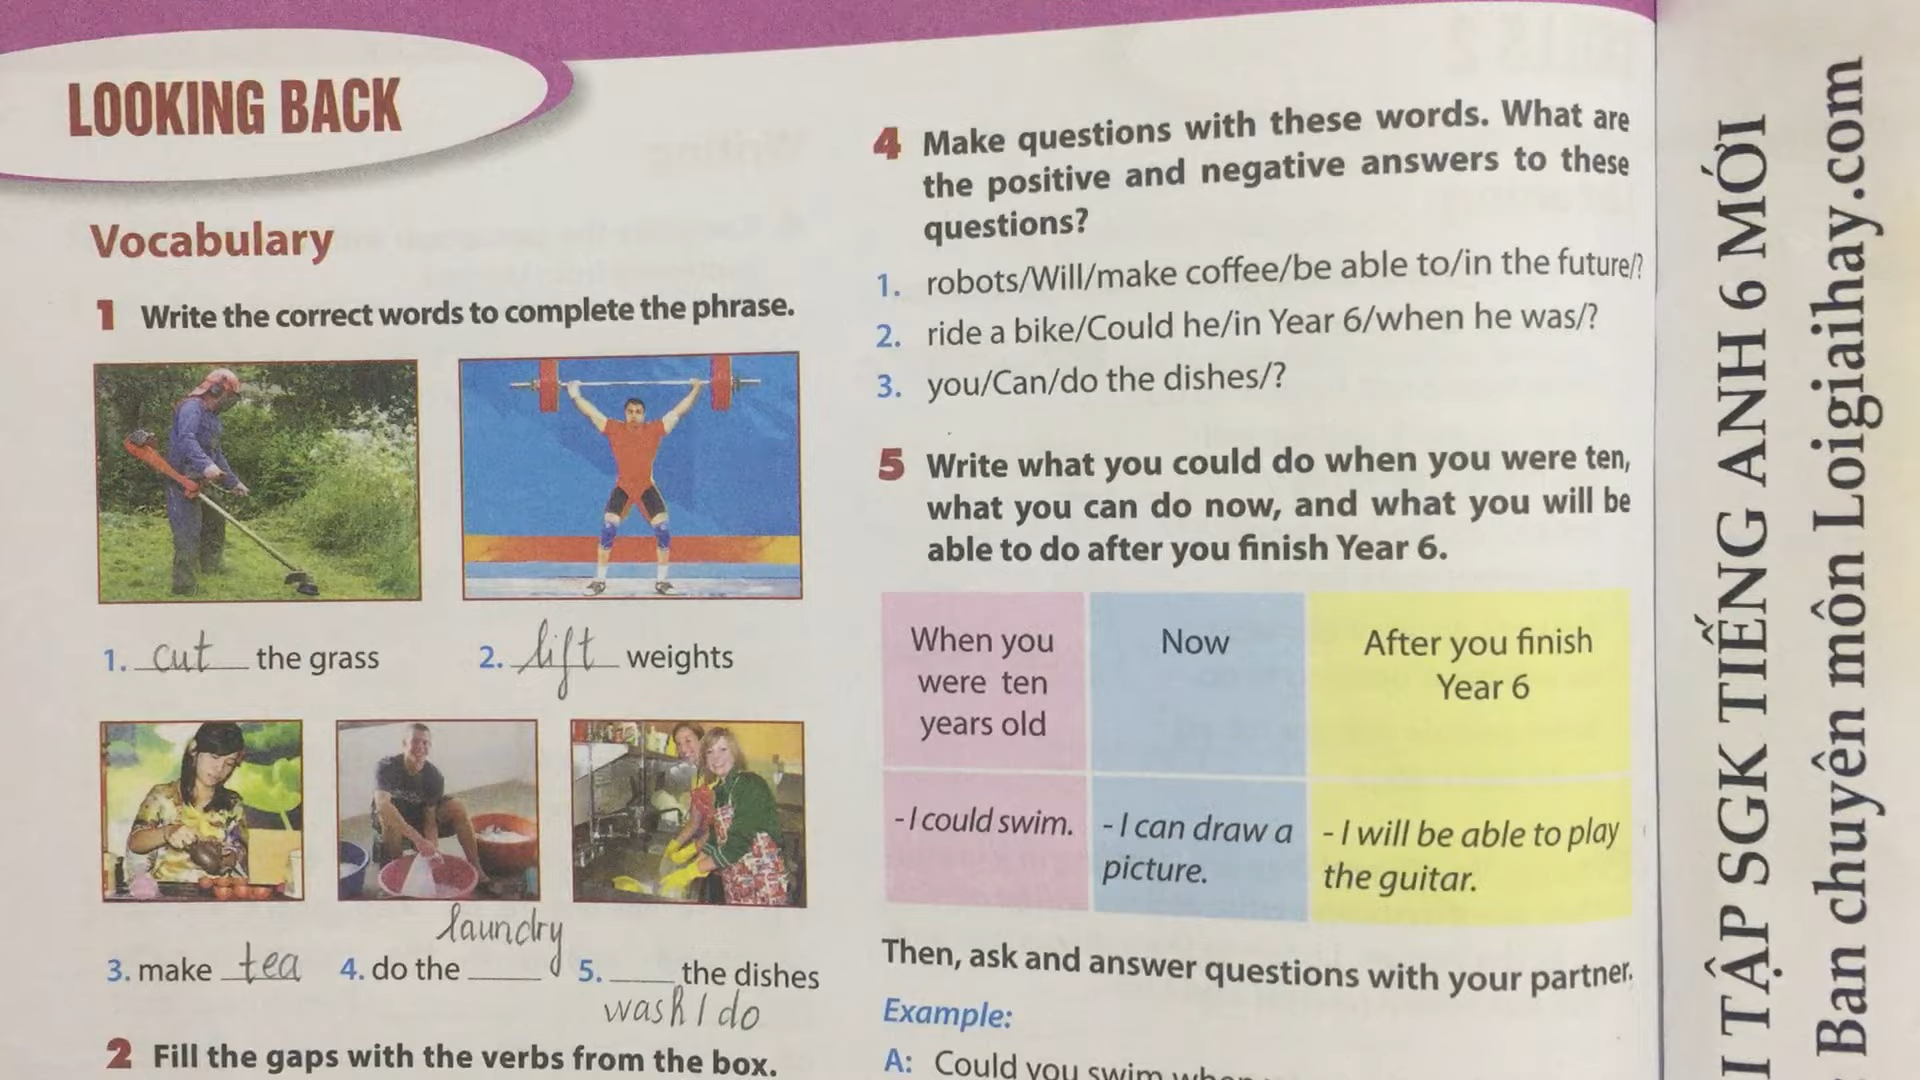 LOOKING BACK
Vocabulary
1 Write the correct words to complete the phrase.
1. cut the grass
2. lift weights
laundry
3. make tea
4. do the ____
5. ____ the dishes
wash / do
2 Fill the gaps with the verbs from the box.
4 Make questions with these words. What are
the positive and negative answers to these
questions?
1. robots/Will/make coffee/be able to/in the future/?
2. ride a bike/Could he/in Year 6/when he was/?
3. you/Can/do the dishes/?
5 Write what you could do when you were ten,
what you can do now, and what you will be
able to do after you finish Year 6.
When you
were ten
years old
Now
After you finish
Year 6
- I could swim.
- I can draw a
picture.
- I will be able to play
the guitar.
Then, ask and answer questions with your partner.
Example:
A: Could you swim when
I TẬP SGK TIẾNG ANH 6 MỚI
Ban chuyên môn Loigiaihay.com